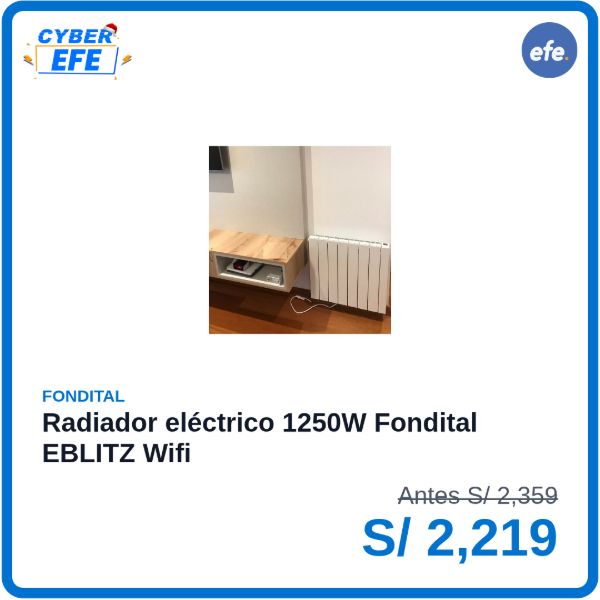 CYBER
EFE
efe.
FONDITAL
Radiador eléctrico 1250W Fondital
EBLITZ Wifi
Antes S/ 2,359
S/ 2,219